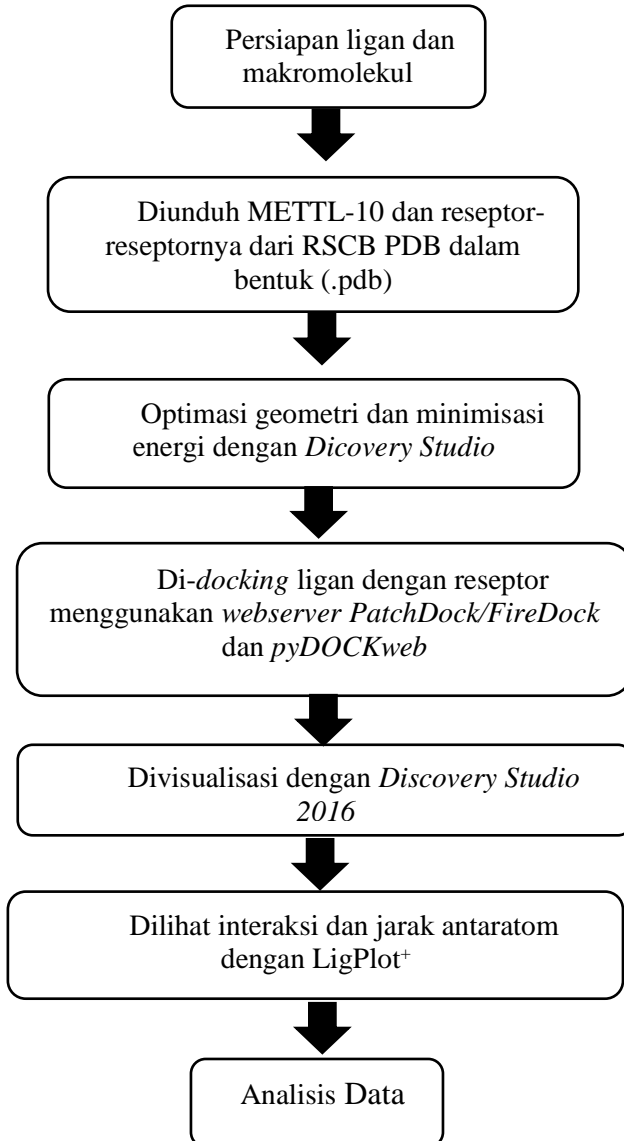 Persiapan ligan dan
makromolekul
Diunduh METTL-10 dan reseptor-
reseptornya dari RSCB PDB dalam
bentuk (.pdb)
Optimasi geometri dan minimisasi
energi dengan Dicovery Studio
Di-docking ligan dengan reseptor
menggunakan webserver PatchDock/FireDock
dan pyDOCKweb
Divisualisasi dengan Discovery Studio
2016
Dilihat interaksi dan jarak antaratom
dengan LigPlot⁺
Analisis Data